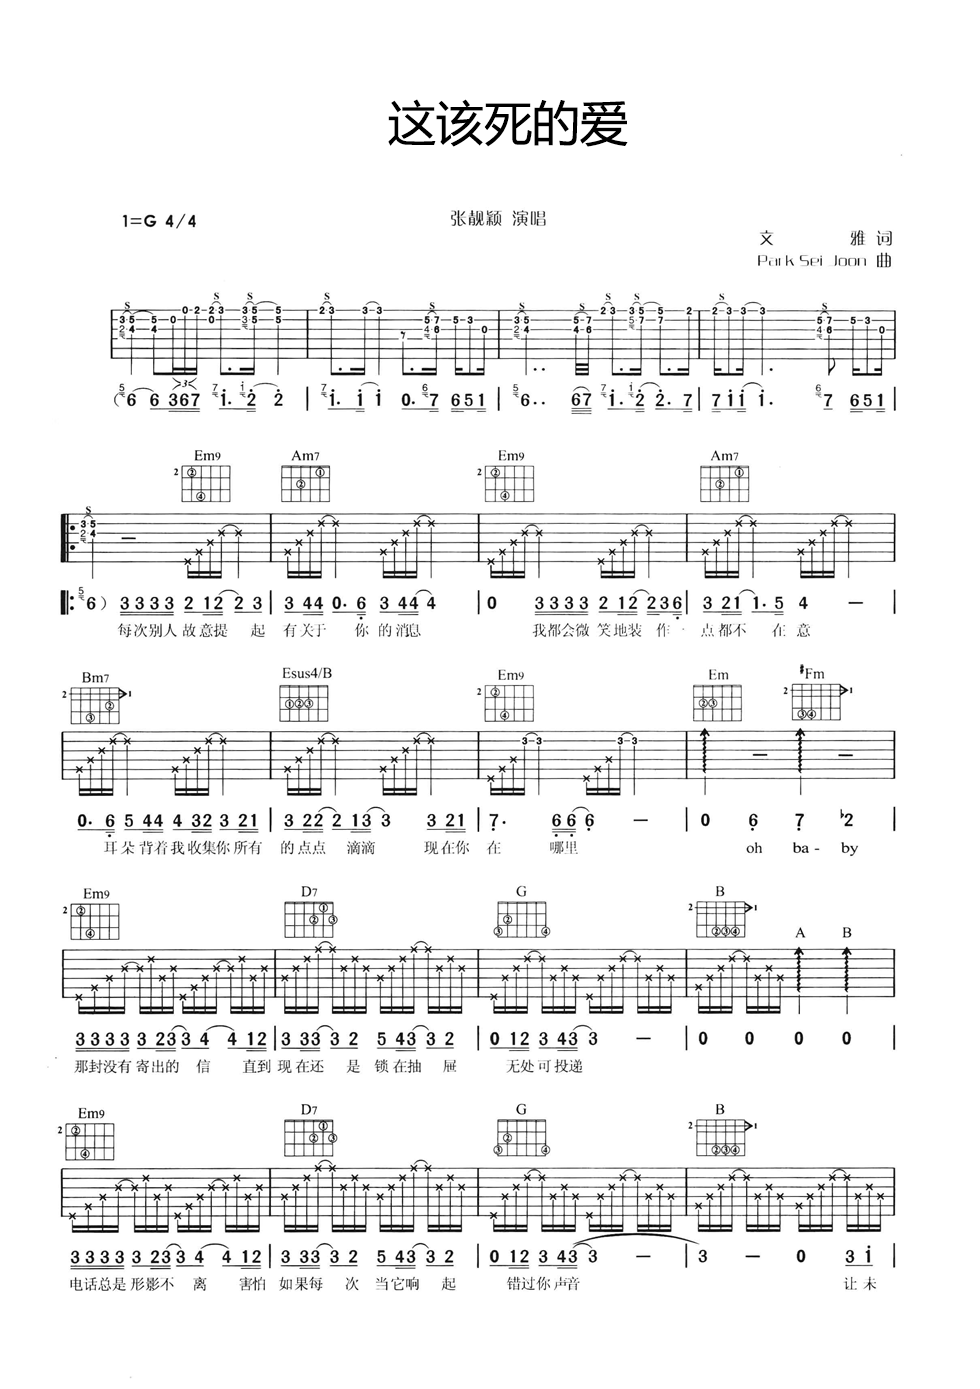 这该死的爱
1=G 4/4
张靓颖 演唱
文 雅 词
Park Sei Joon 曲
Em9 Am7 Em9 Am7
每次别人故意提 起 有关于 你 的消息 我都会微 笑地装 作一 点都不 在 意
Bm7 Esus4/B Em9 Em #Fm
耳朵背着我收集你所有 的点点 滴滴 现在你 在 哪里 oh ba- by
Em9 D7 G B A B
那封没有寄出的 信 直到现在还 是 锁在抽 屉 无处可投递
Em9 D7 G B
电话总是形影不 离 害怕 如果每 次 当它响 起 错过你声音 让未